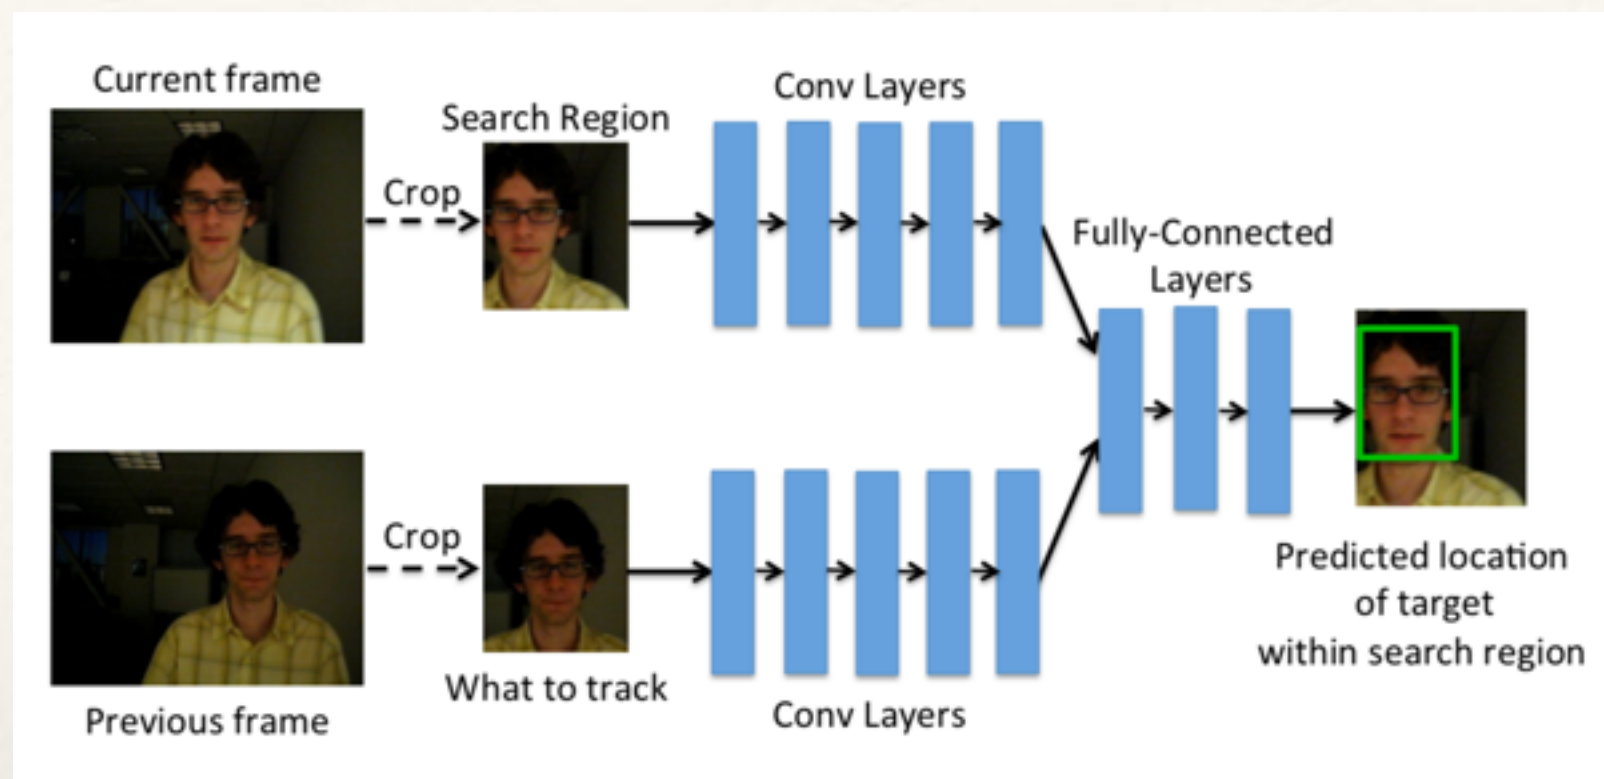 Current frame
Search Region
Crop
Conv Layers
Fully-Connected
Layers
Crop
Previous frame
What to track
Conv Layers
Predicted location
of target
within search region